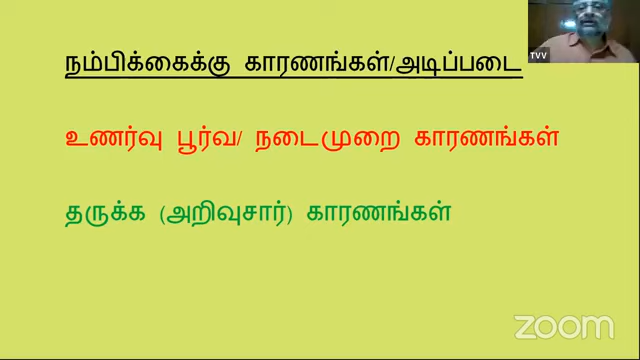 நம்பிக்கைக்கு காரணங்கள்/அடிப்படை
உணர்வு பூர்வ/ நடைமுறை காரணங்கள்
தருக்க (அறிவுசார்) காரணங்கள்
TVV
zoom